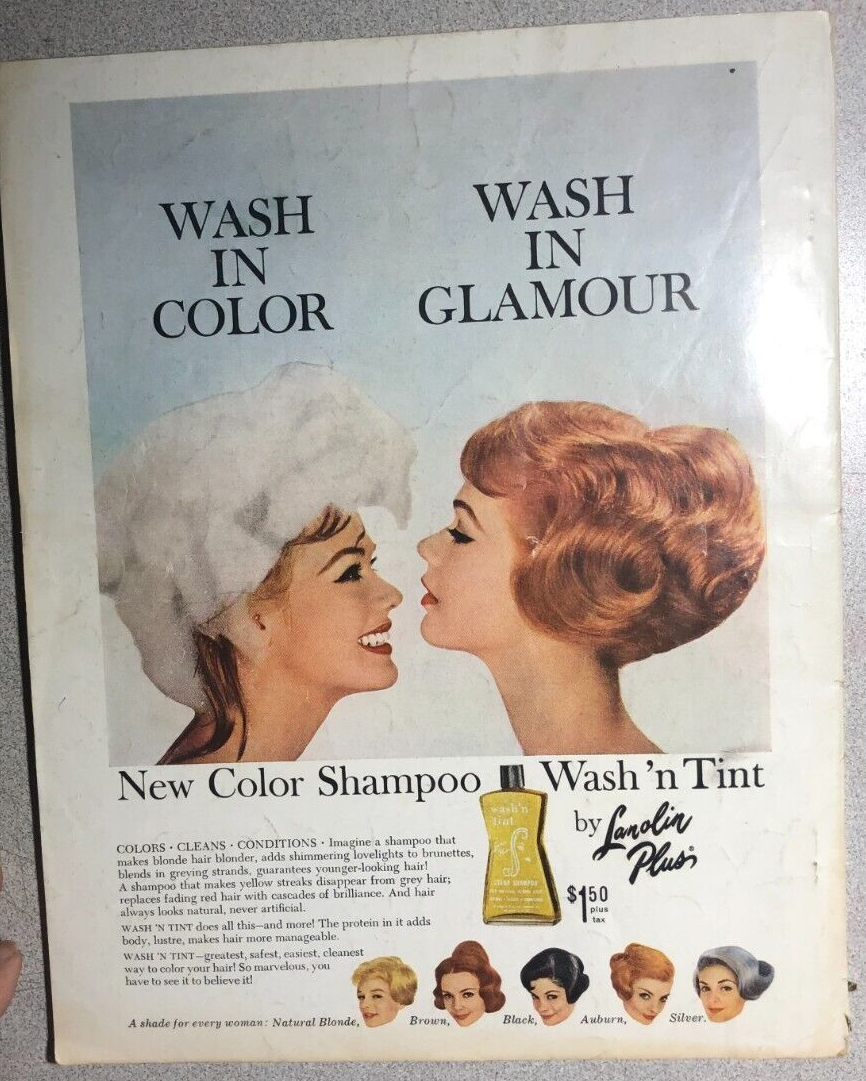 WASH
IN
COLOR
WASH
IN
GLAMOUR
New Color Shampoo Wash 'n Tint
by Lanolin
Plus®
$1.50
plus
tax
wash'n
tint
COLORS · CLEANS · CONDITIONS · Imagine a shampoo that
makes blonde hair blonder, adds shimmering lovelights to brunettes,
blends in greying strands, guarantees younger-looking hair!
A shampoo that makes yellow streaks disappear from grey hair;
replaces fading red hair with cascades of brilliance. And hair
always looks natural, never artificial.
WASH 'N TINT does all this—and more! The protein in it adds
body, lustre, makes hair more manageable.
WASH 'N TINT—greatest, safest, easiest, cleanest
way to color your hair! So marvelous, you
have to see it to believe it!
A shade for every woman: Natural Blonde, Brown, Black, Auburn, Silver.